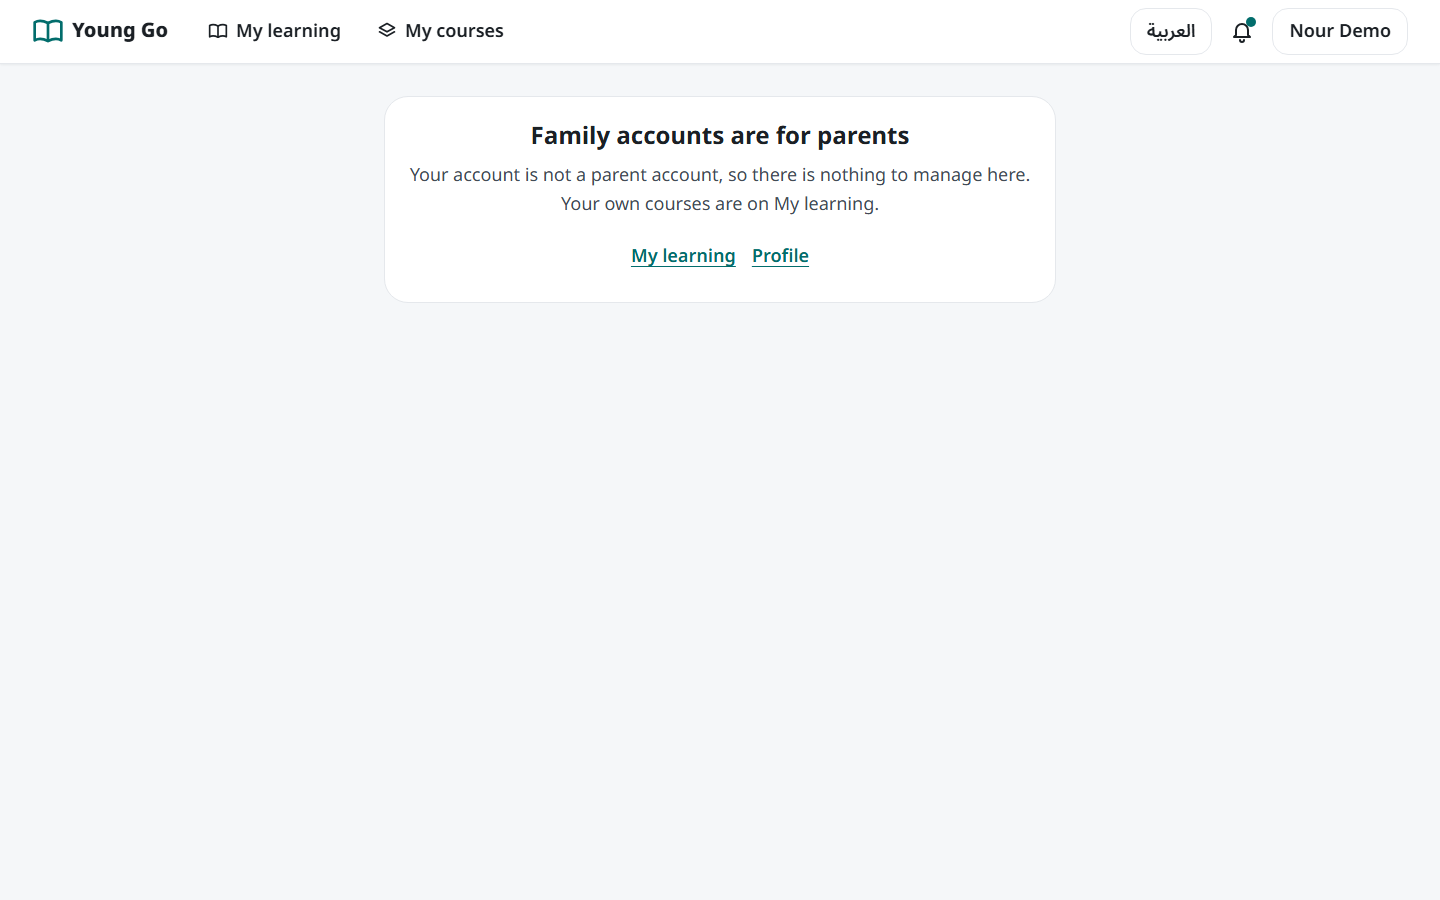 Young Go
My learning
My courses
العربية
Nour Demo
Family accounts are for parents
Your account is not a parent account, so there is nothing to manage here.
Your own courses are on My learning.
My learning Profile